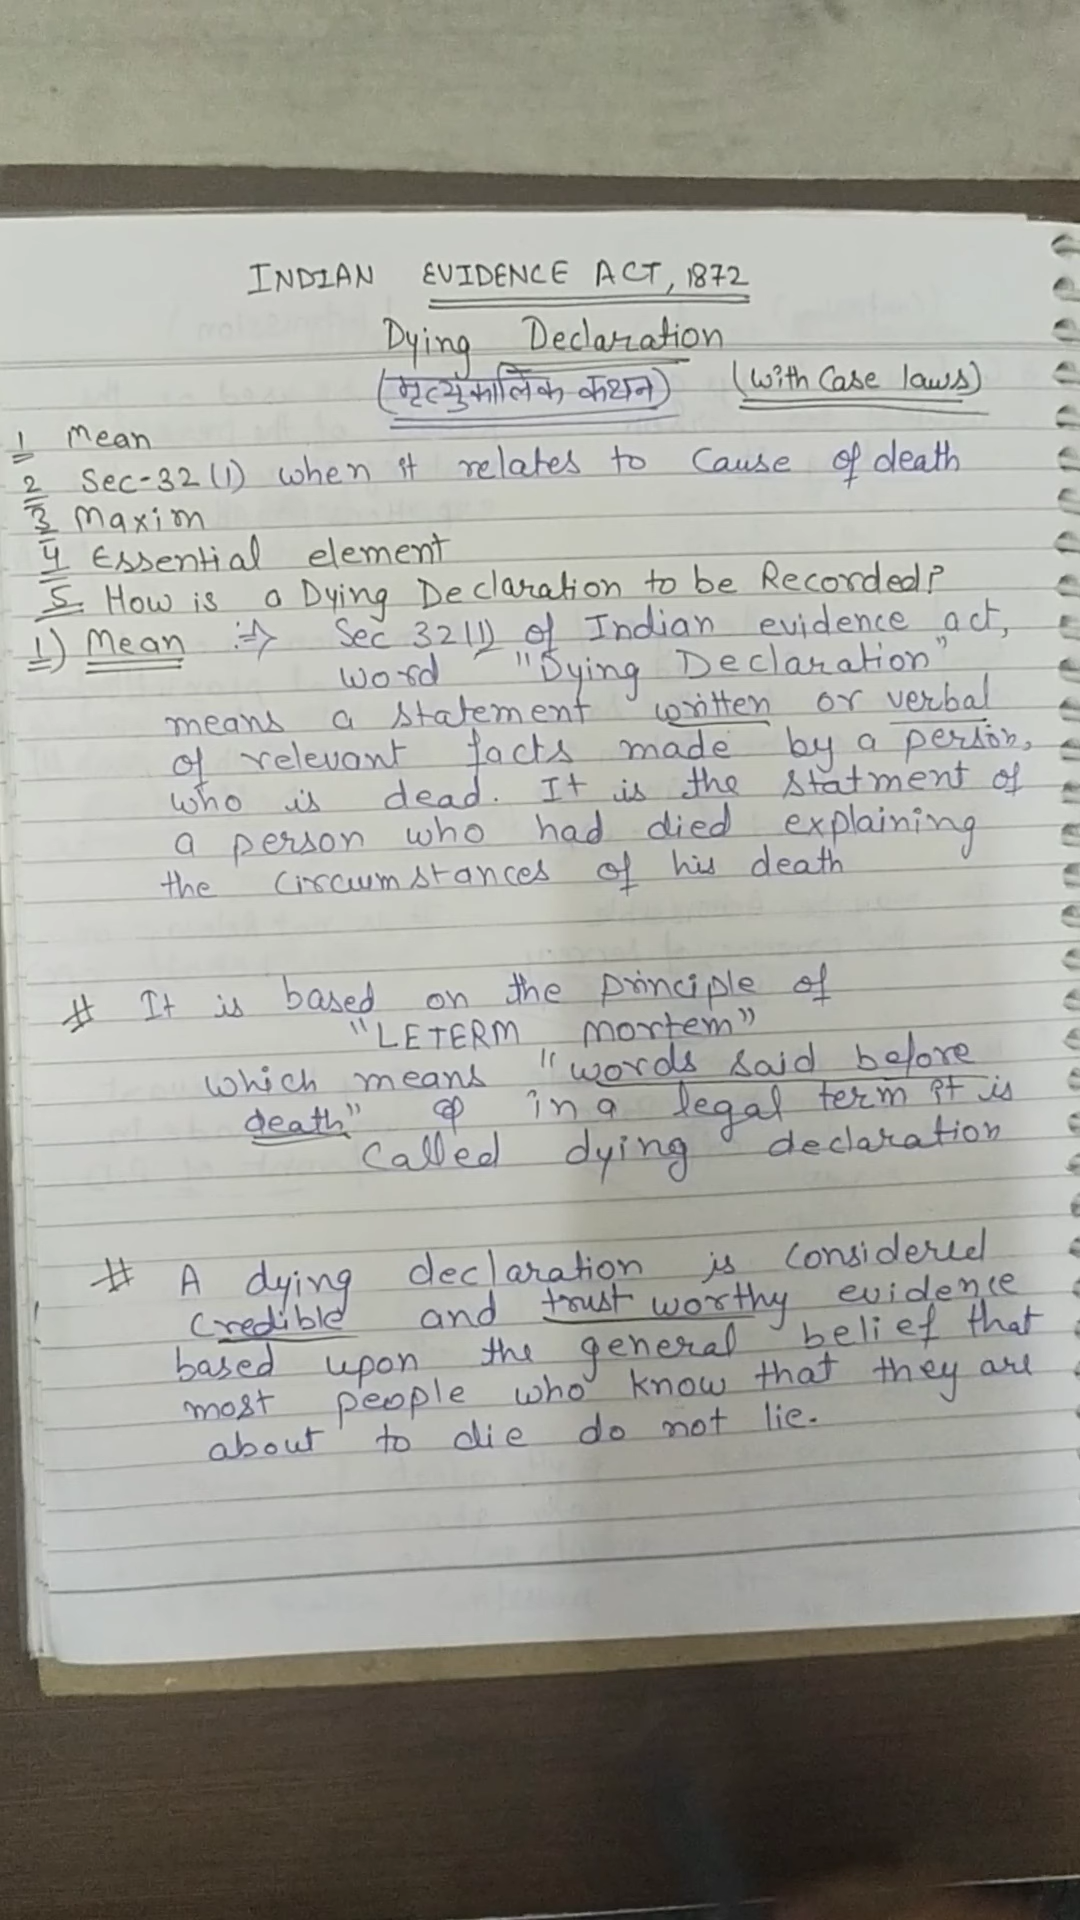 INDIAN EVIDENCE ACT, 1872
Dying Declaration
(मृत्युकालिक कथन) (with Case laws)
1 Mean
2 Sec-32(1) when it relates to Cause of death
3 Maxim
4 Essential element
5 How is a Dying Declaration to be Recorded?
1) Mean :⇒ Sec 32(1) of Indian evidence act,
word "Dying Declaration"
means a statement written or verbal
of relevant facts made by a person,
who is dead. It is the statment of
a person who had died explaining
the circumstances of his death
# It is based on the principle of
"LETERM mortem"
which means "words said before
death" & in a legal term it is
Called dying declaration
# A dying declaration is considered
Credible and trust worthy evidence
based upon the general belief that
most people who know that they are
about to die do not lie.